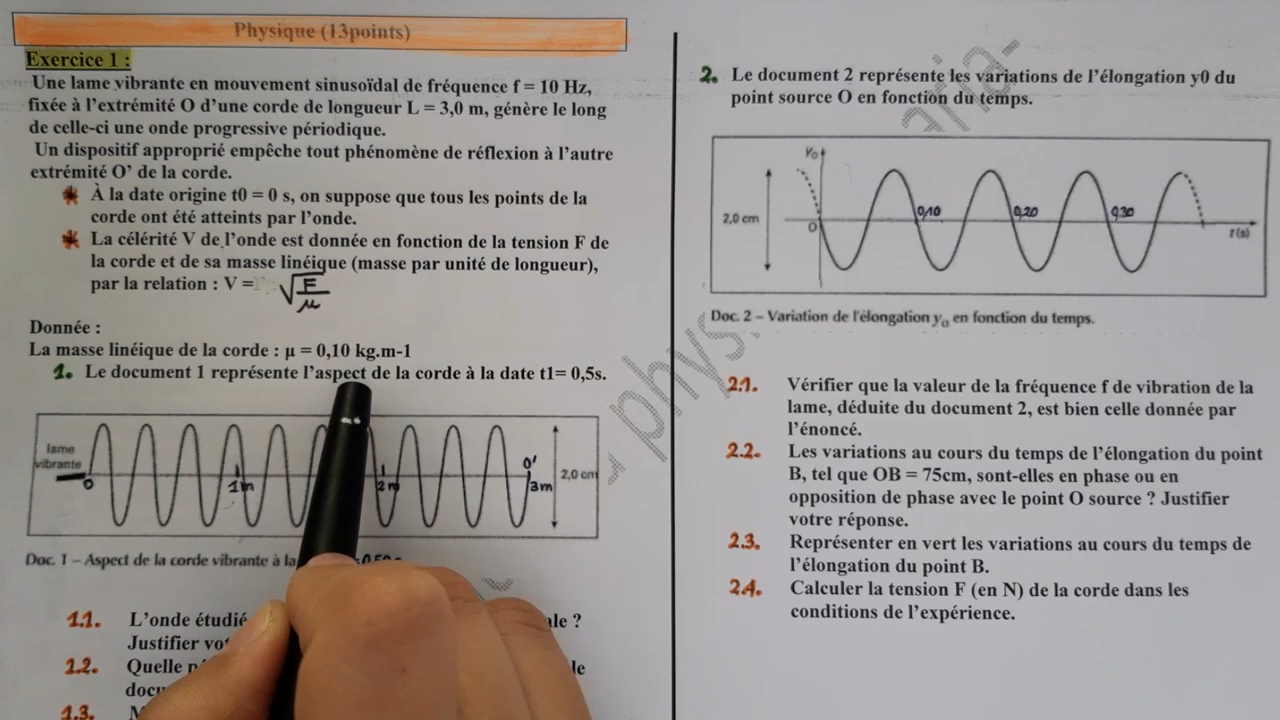 Physique (13points)
Exercice 1 :
Une lame vibrante en mouvement sinusoïdal de fréquence f = 10 Hz,
fixée à l'extrémité O d'une corde de longueur L = 3,0 m, génère le long
de celle-ci une onde progressive périodique.
Un dispositif approprié empêche tout phénomène de réflexion à l'autre
extrémité O' de la corde.
* À la date origine t0 = 0 s, on suppose que tous les points de la
corde ont été atteints par l'onde.
* La célérité V de l'onde est donnée en fonction de la tension F de
la corde et de sa masse linéique (masse par unité de longueur),
par la relation : V = √F/μ
Donnée :
La masse linéique de la corde : μ = 0,10 kg.m-1
1. Le document 1 représente l'aspect de la corde à la date t1= 0,5s.
lame
vibrante
O
1m
2m
O'
3m
2,0 cm
Doc. 1 – Aspect de la corde vibrante à la
1.1. L'onde étudié
Justifier
1.2. Quelle
1.3.
2. Le document 2 représente les variations de l'élongation y0 du
point source O en fonction du temps.
y0
2,0 cm
O
0,10
0,20
0,30
t(s)
Doc. 2 – Variation de l'élongation y0 en fonction du temps.
2.1. Vérifier que la valeur de la fréquence f de vibration de la
lame, déduite du document 2, est bien celle donnée par
l'énoncé.
2.2. Les variations au cours du temps de l'élongation du point
B, tel que OB = 75cm, sont-elles en phase ou en
opposition de phase avec le point O source ? Justifier
votre réponse.
2.3. Représenter en vert les variations au cours du temps de
l'élongation du point B.
2.4. Calculer la tension F (en N) de la corde dans les
conditions de l'expérience.